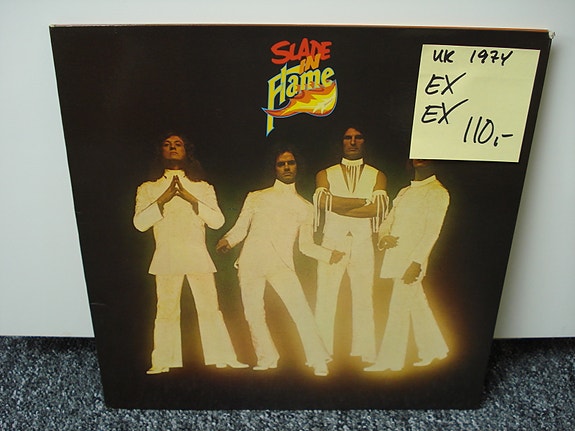 SLADE
IN
Flame
UK 1974
EX
EX 110,-